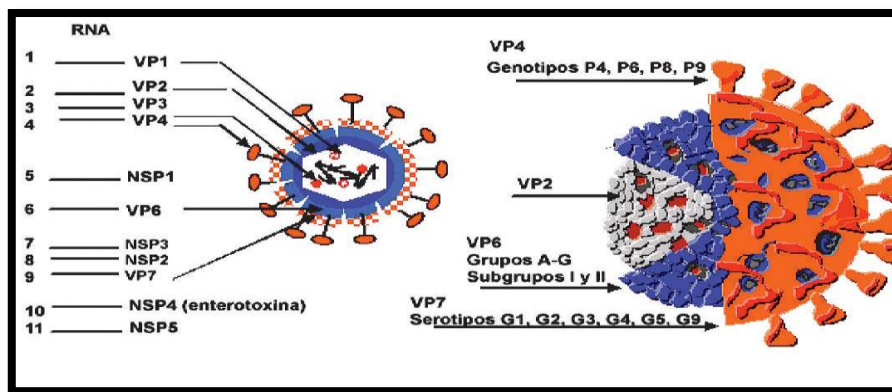 RNA
1 VP1
2 VP2
3 VP3
4 VP4
5 NSP1
6 VP6
7 NSP3
8 NSP2
9 VP7
10 NSP4 (enterotoxina)
11 NSP5
VP4
Genotipos P4, P6, P8, P9
VP2
VP6
Grupos A-G
Subgrupos I y II
VP7
Serotipos G1, G2, G3, G4, G5, G9